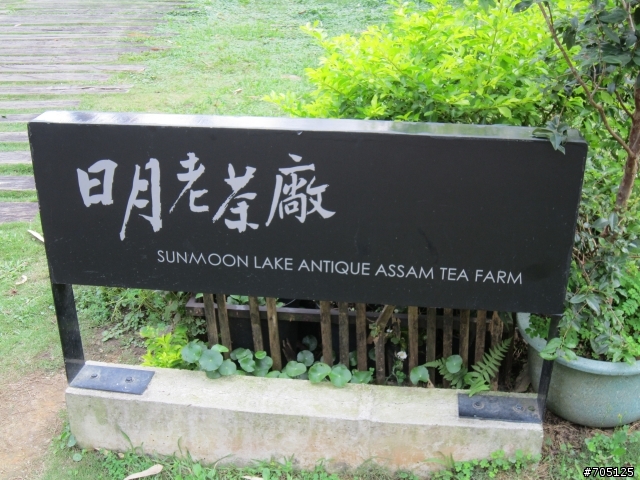 日月老茶廠
SUNMOON LAKE ANTIQUE ASSAM TEA FARM
#705125